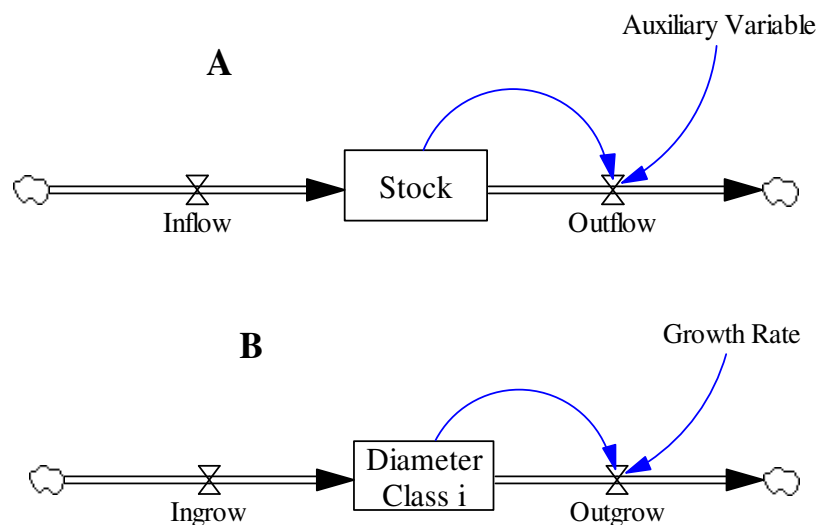 Auxiliary Variable
A
Stock
Inflow
Outflow
Growth Rate
B
Diameter
Class i
Ingrow
Outgrow